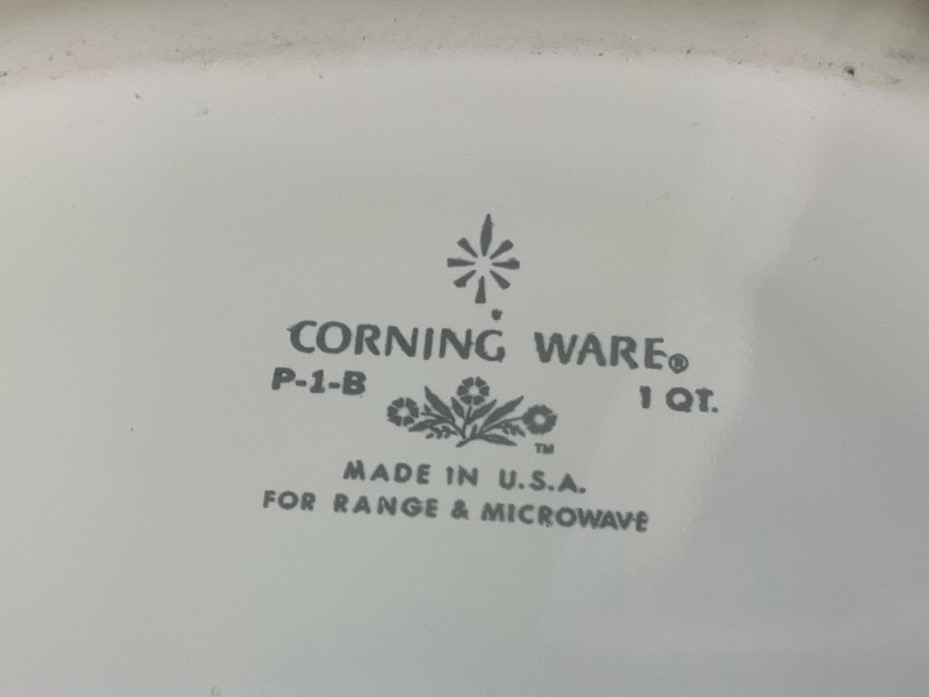 CORNING WARE®
P-1-B 1 QT.
TM
MADE IN U.S.A.
FOR RANGE & MICROWAVE